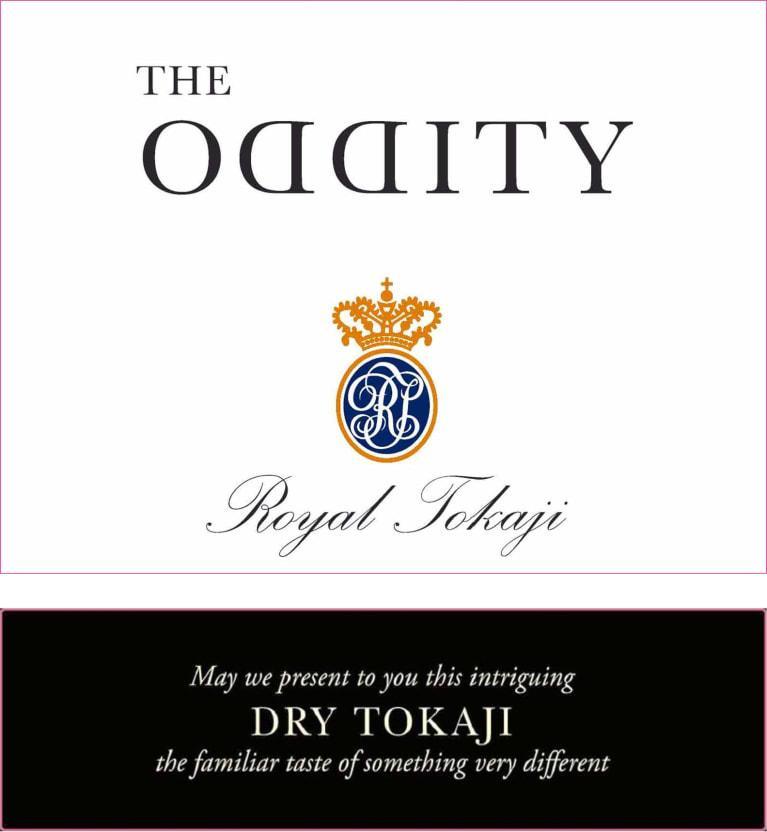 THE
ODDITY
RT
Royal Tokaji
May we present to you this intriguing
DRY TOKAJI
the familiar taste of something very different